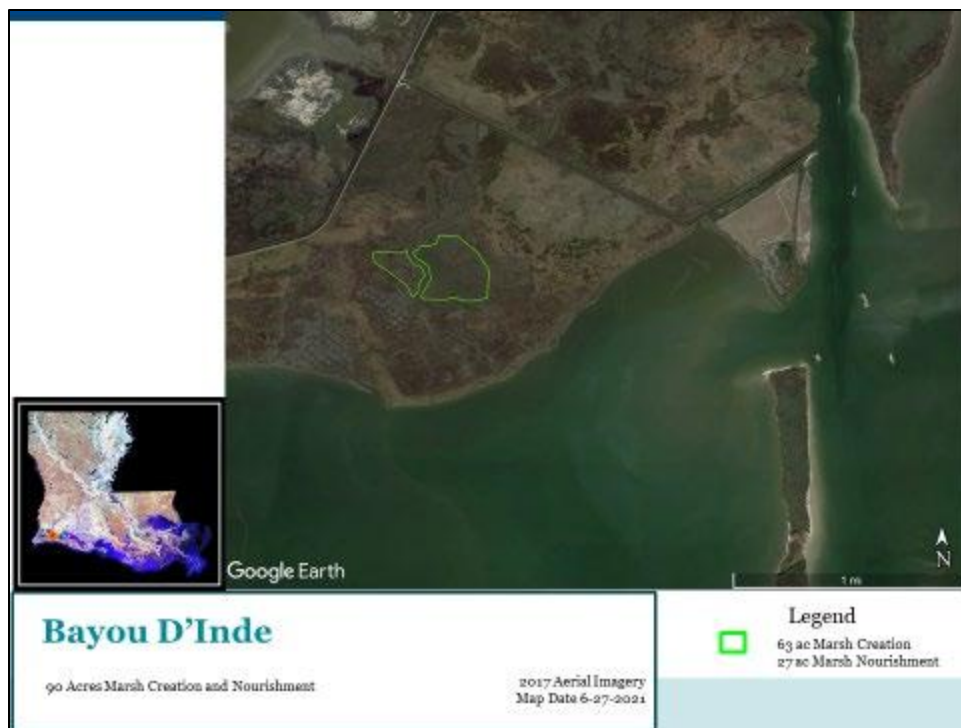 Google Earth
N
1 mi
Bayou D'Inde
90 Acres Marsh Creation and Nourishment
2017 Aerial Imagery
Map Date 6-27-2021
Legend
63 ac Marsh Creation
27 ac Marsh Nourishment